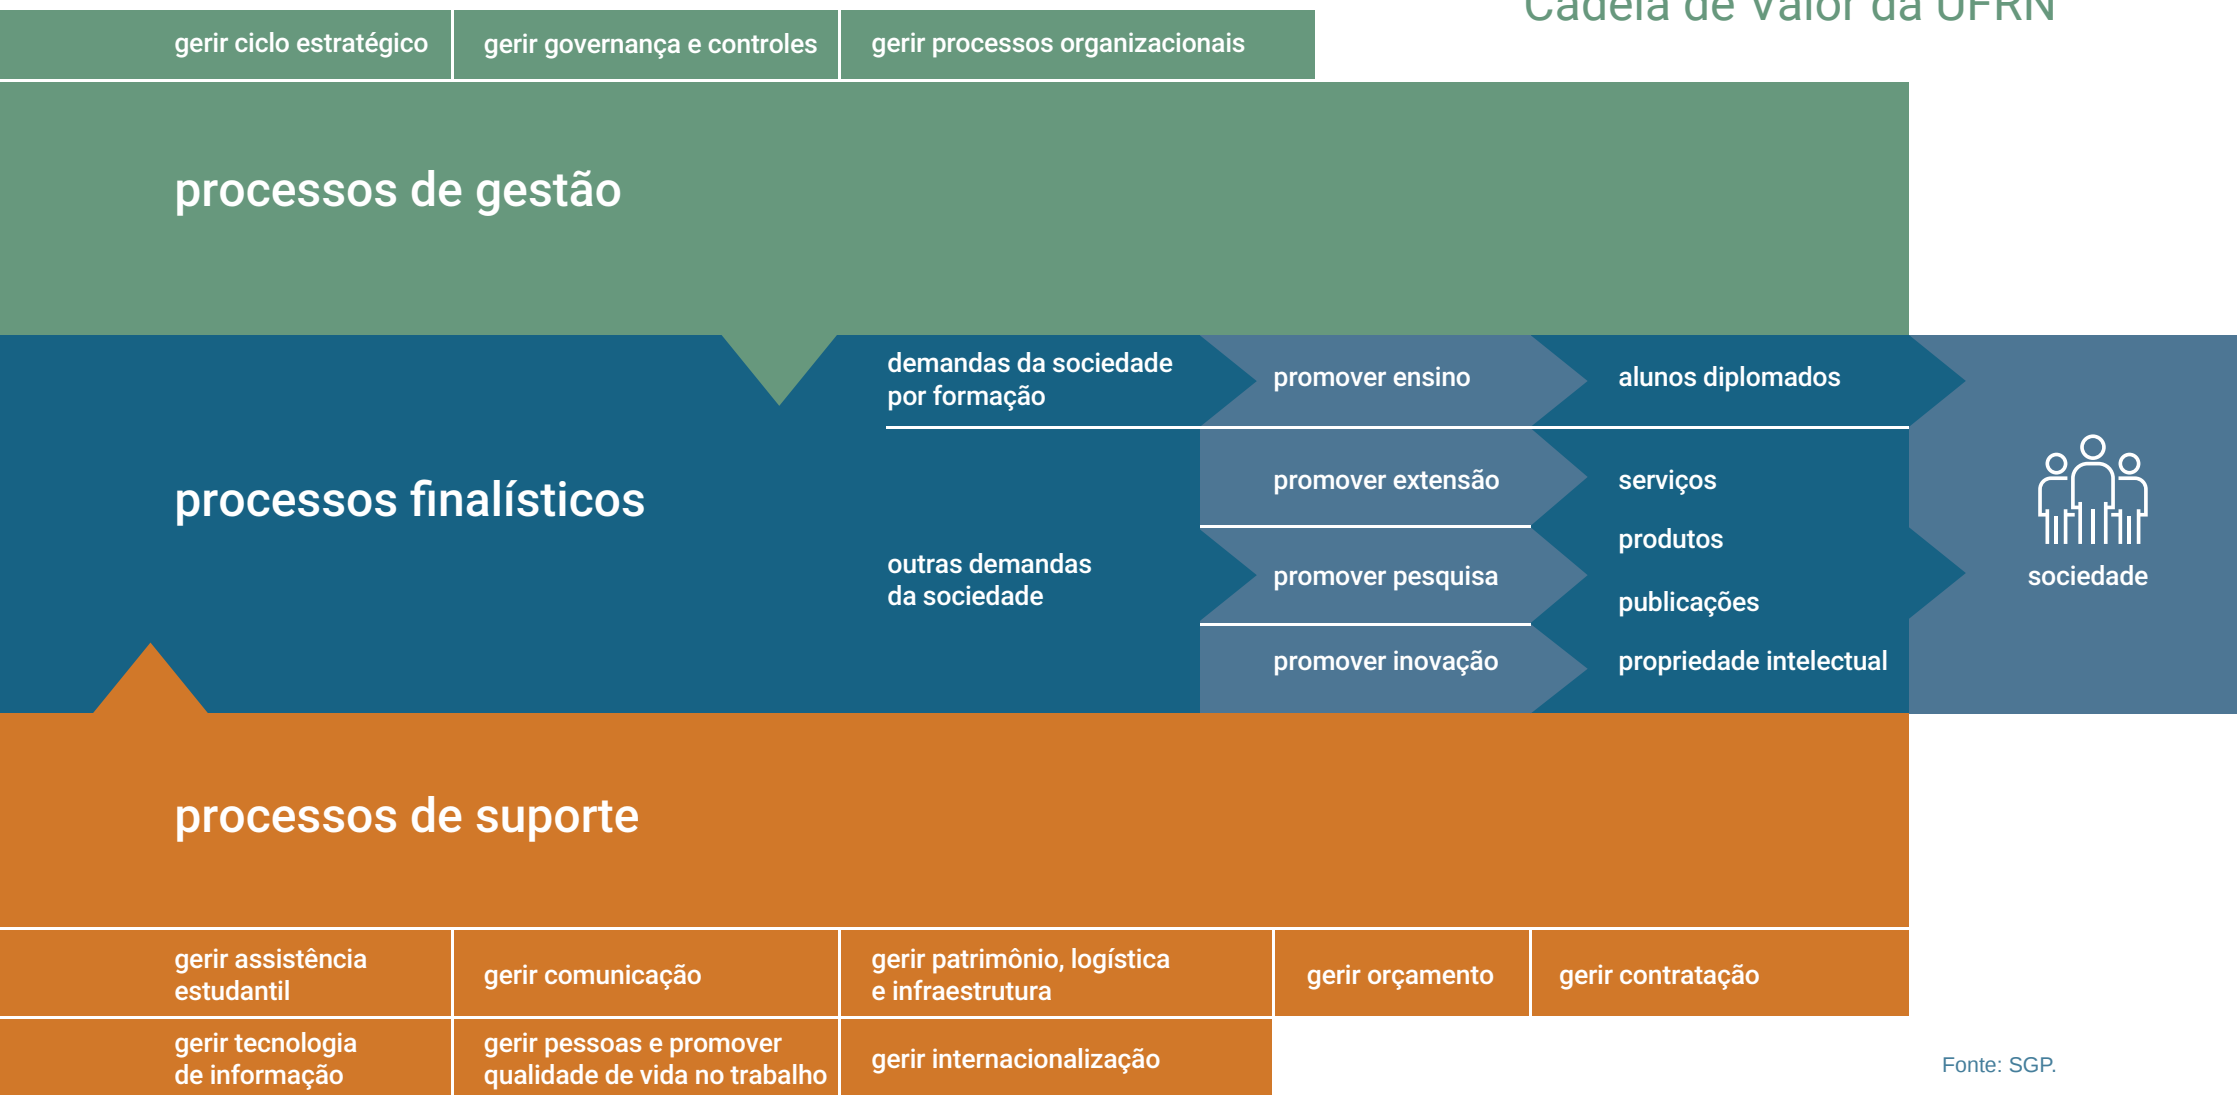 Cadeia de Valor da UFRN
gerir ciclo estratégico
gerir governança e controles
gerir processos organizacionais
processos de gestão
processos finalísticos
demandas da sociedade
por formação
promover ensino
alunos diplomados
outras demandas
da sociedade
promover extensão
promover pesquisa
promover inovação
serviços
produtos
publicações
propriedade intelectual
sociedade
processos de suporte
gerir assistência
estudantil
gerir comunicação
gerir patrimônio, logística
e infraestrutura
gerir orçamento
gerir contratação
gerir tecnologia
de informação
gerir pessoas e promover
qualidade de vida no trabalho
gerir internacionalização
Fonte: SGP.